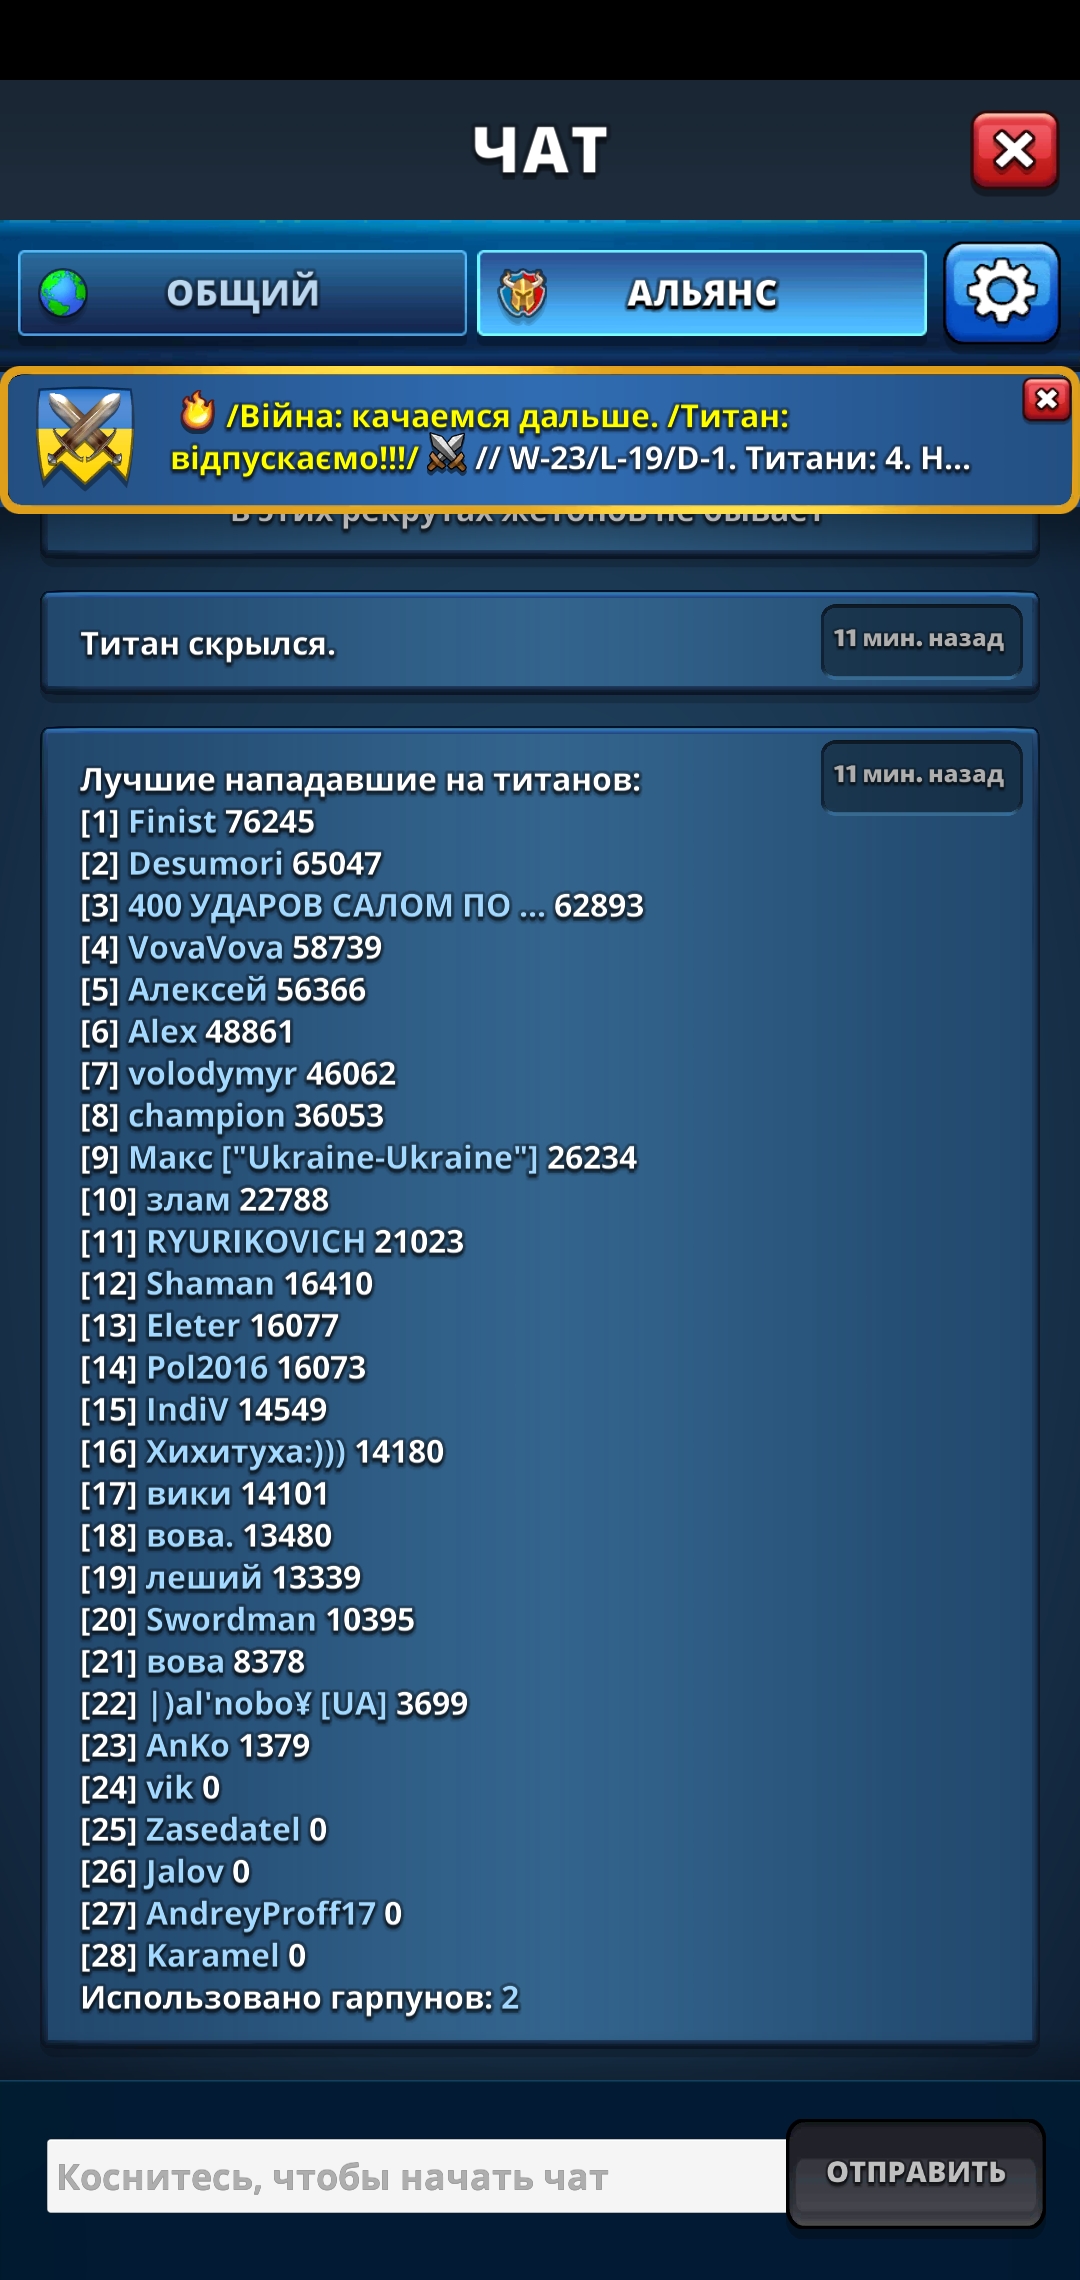 ЧАТ
ОБЩИЙ
АЛЬЯНС
/Війна: качаемся дальше. /Титан:
відпускаємо!!!/ // W-23/L-19/D-1. Титани: 4. Н...
В этих рекрутах жетонов не бывает
Титан скрылся.
11 мин. назад
11 мин. назад
Лучшие нападавшие на титанов:
[1] Finist 76245
[2] Desumori 65047
[3] 400 УДАРОВ САЛОМ ПО ... 62893
[4] VovaVova 58739
[5] Алексей 56366
[6] Alex 48861
[7] volodymyr 46062
[8] champion 36053
[9] Макс ["Ukraine-Ukraine"] 26234
[10] злам 22788
[11] RYURIKOVICH 21023
[12] Shaman 16410
[13] Eleter 16077
[14] Pol2016 16073
[15] IndiV 14549
[16] Хихитуха:))) 14180
[17] вики 14101
[18] вова. 13480
[19] леший 13339
[20] Swordman 10395
[21] вова 8378
[22] |)al'nobo¥ [UA] 3699
[23] AnKo 1379
[24] vik 0
[25] Zasedatel 0
[26] Jalov 0
[27] AndreyProff17 0
[28] Karamel 0
Использовано гарпунов: 2
Коснитесь, чтобы начать чат
ОТПРАВИТЬ